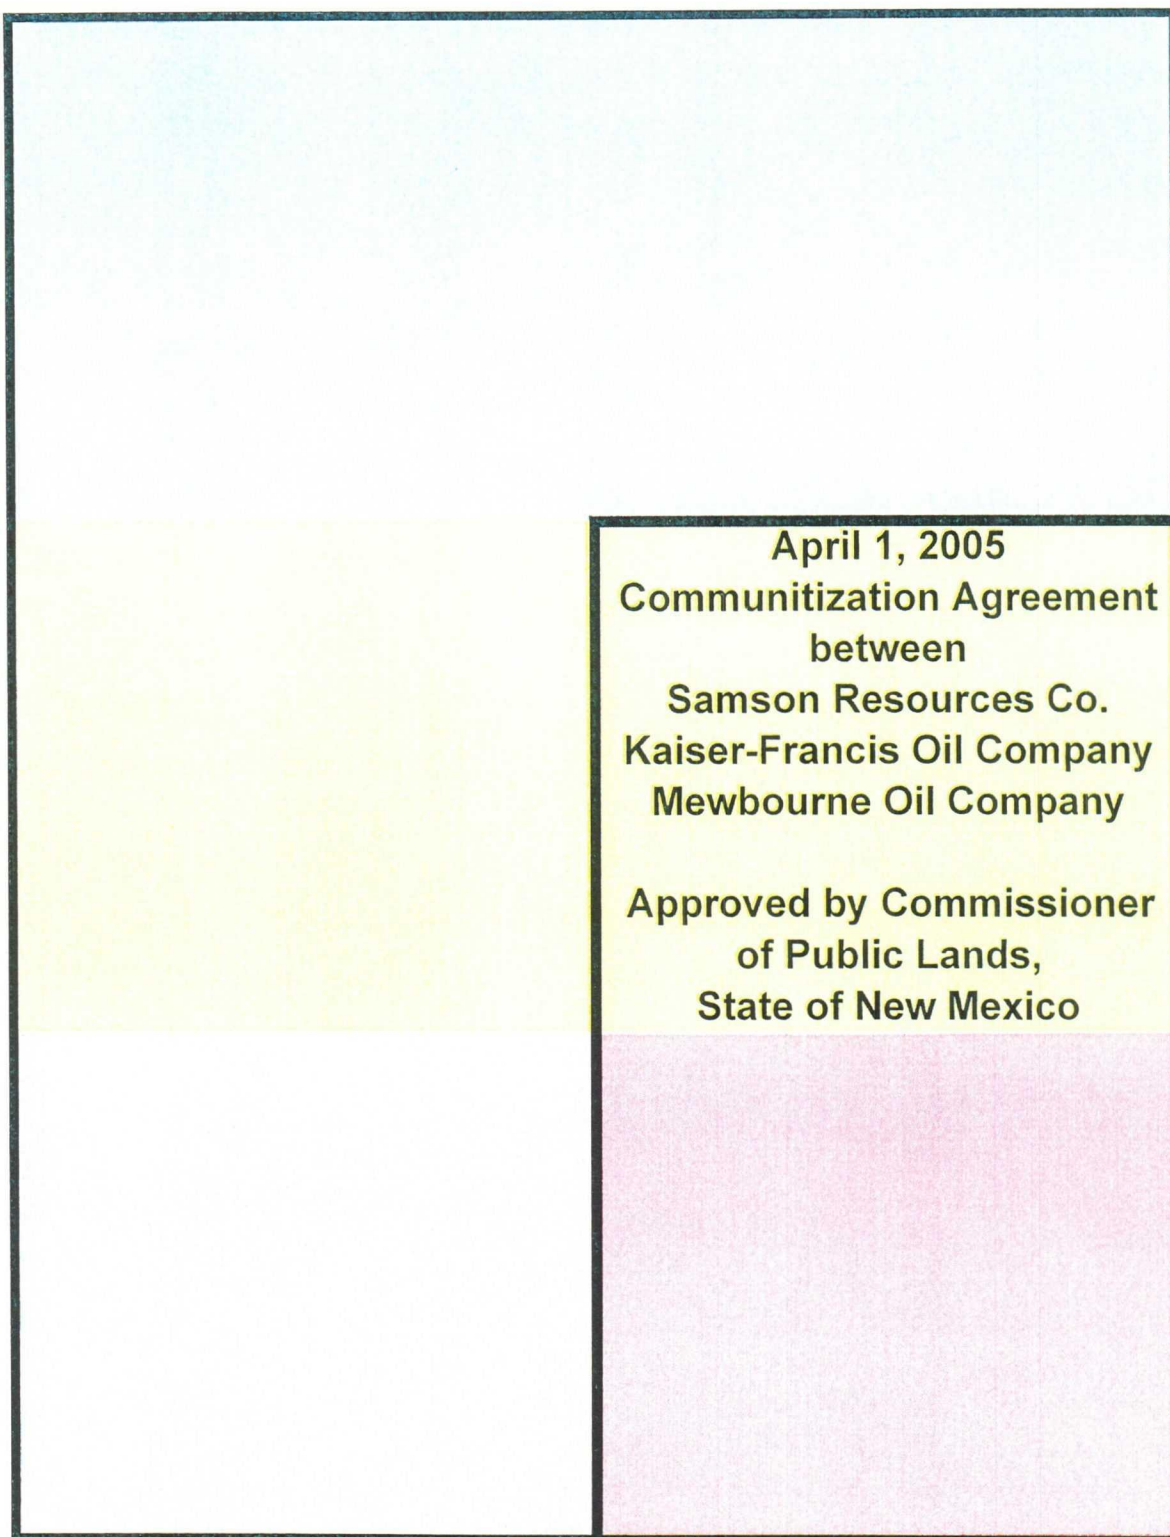 April 1, 2005
Communitization Agreement
between
Samson Resources Co.
Kaiser-Francis Oil Company
Mewbourne Oil Company
Approved by Commissioner
of Public Lands,
State of New Mexico